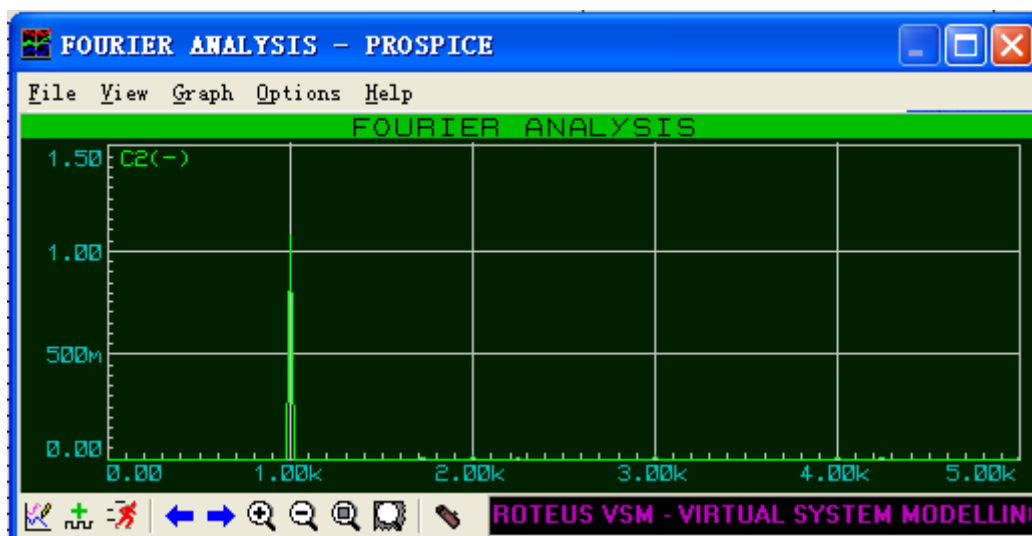 FOURIER ANALYSIS - PROSPICE
File View Graph Options Help
FOURIER ANALYSIS
1.50
C2(-)
1.00
500m
0.00
0.00 1.00k 2.00k 3.00k 4.00k 5.00k
ROTEUS VSM - VIRTUAL SYSTEM MODELLIN